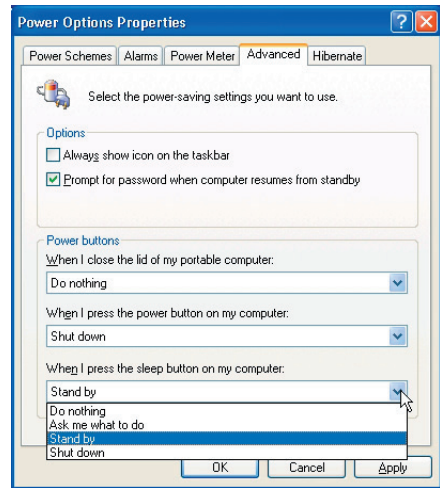 Power Options Properties
Power Schemes Alarms Power Meter Advanced Hibernate
Select the power-saving settings you want to use.
Options
Always show icon on the taskbar
Prompt for password when computer resumes from standby
Power buttons
When I close the lid of my portable computer:
Do nothing
When I press the power button on my computer:
Shut down
When I press the sleep button on my computer:
Stand by
Do nothing
Ask me what to do
Stand by
Shut down
OK Cancel Apply